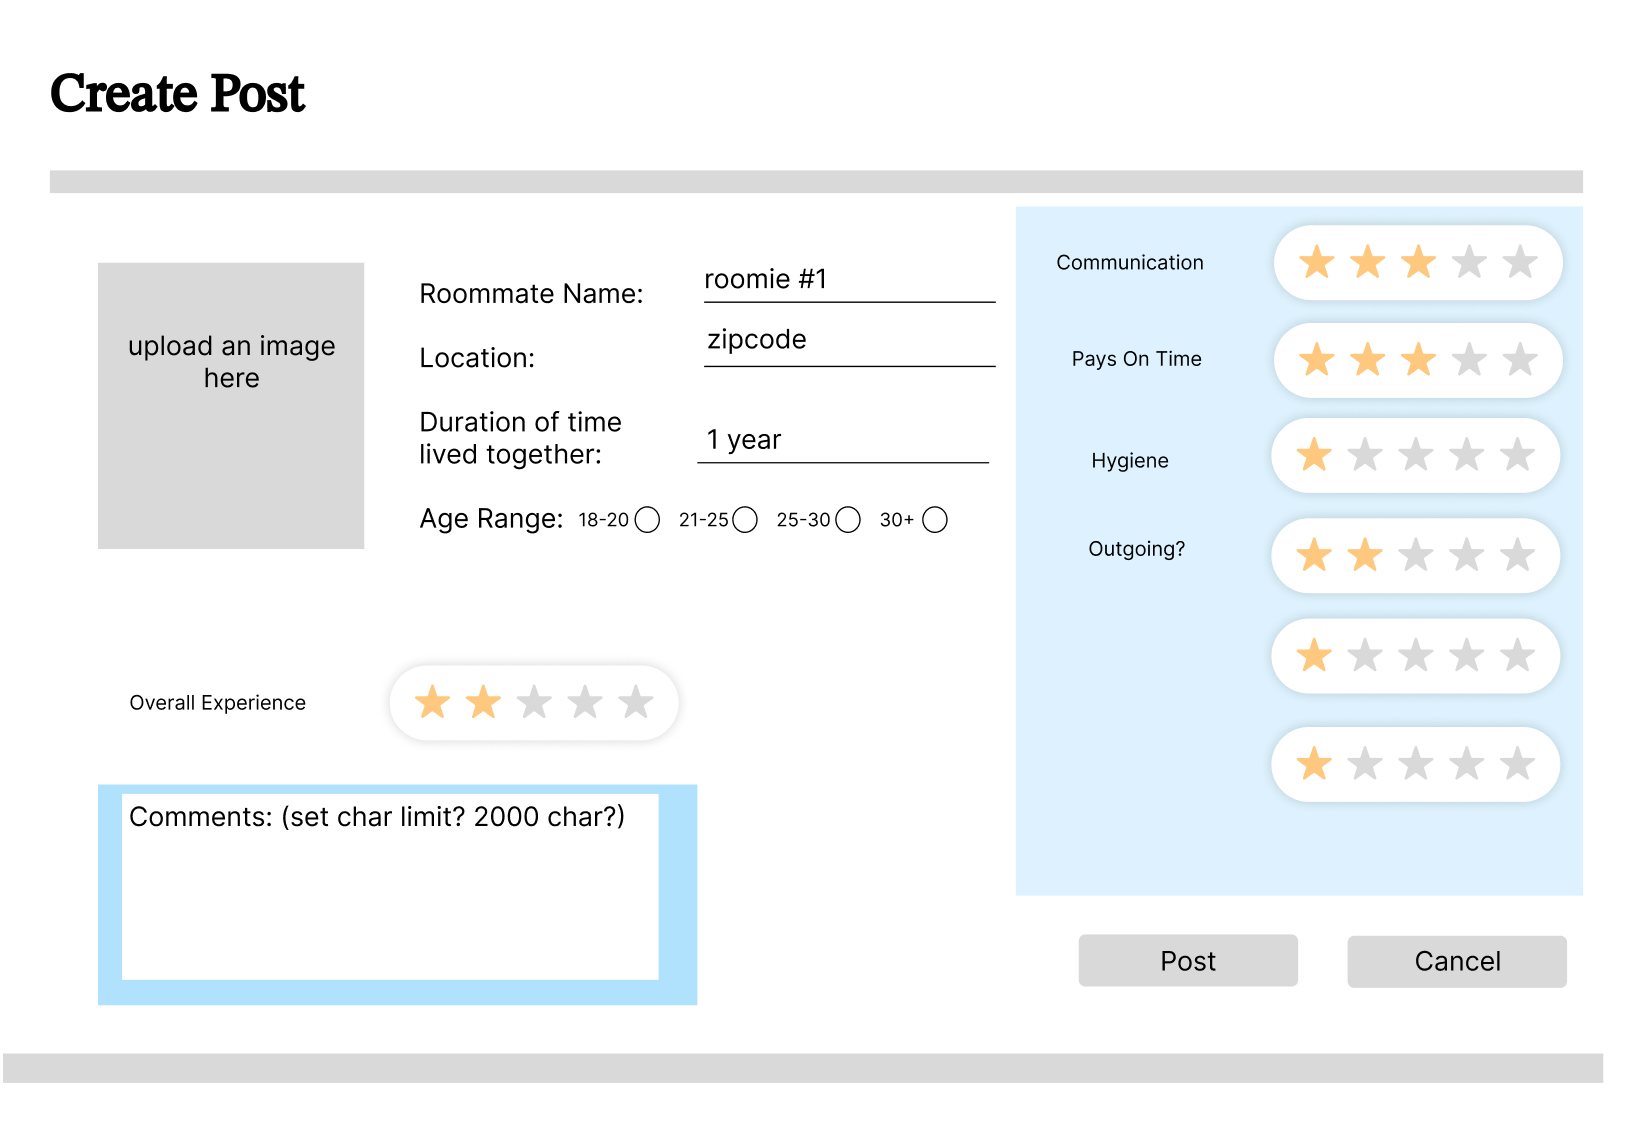 Create Post
upload an image
here
Roommate Name:
roomie #1
Location:
zipcode
Duration of time
lived together:
1 year
Age Range: 18-20 21-25 25-30 30+
Communication
Pays On Time
Hygiene
Outgoing?
Overall Experience
Comments: (set char limit? 2000 char?)
Post
Cancel